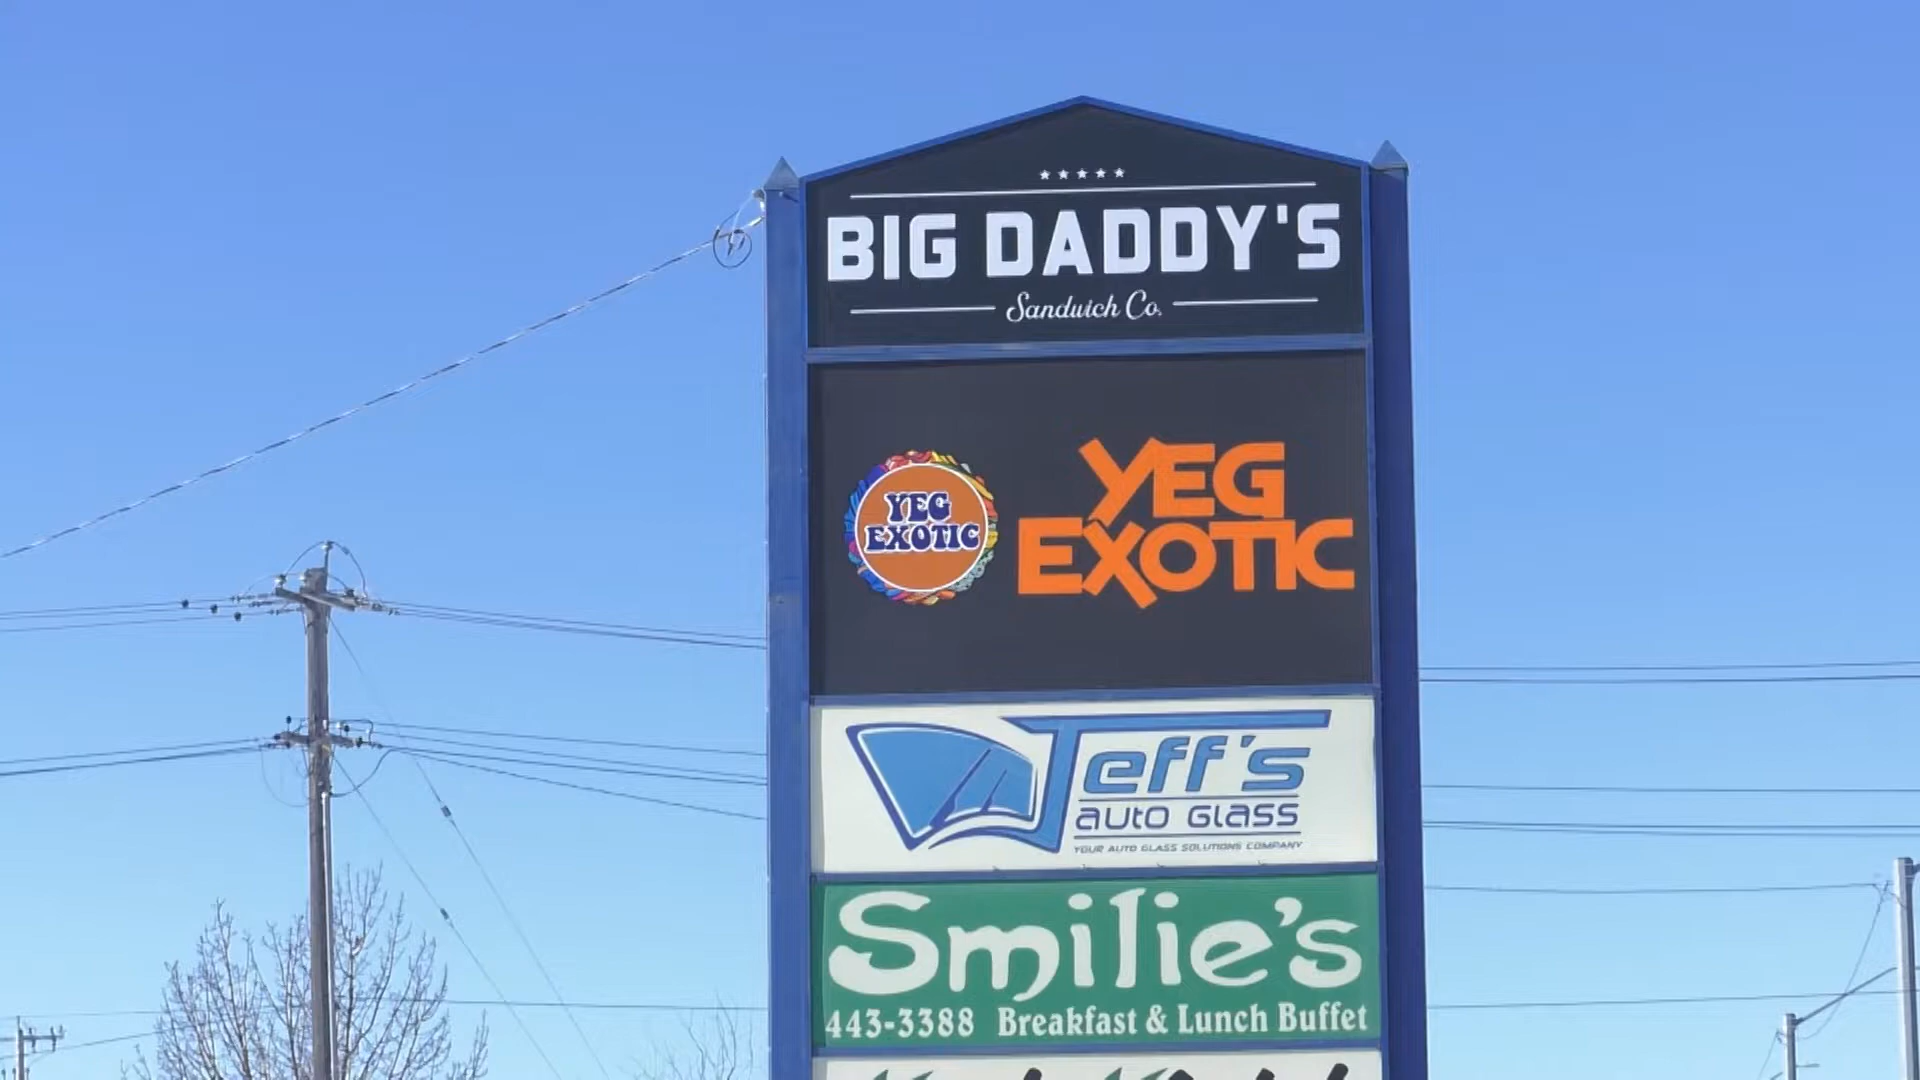 BIG DADDY'S
Sandwich Co.
YEG
EXOTIC
YEG
EXOTIC
Jeff's
auto Glass
YOUR AUTO GLASS SOLUTIONS COMPANY
Smilie's
443-3388 Breakfast & Lunch Buffet